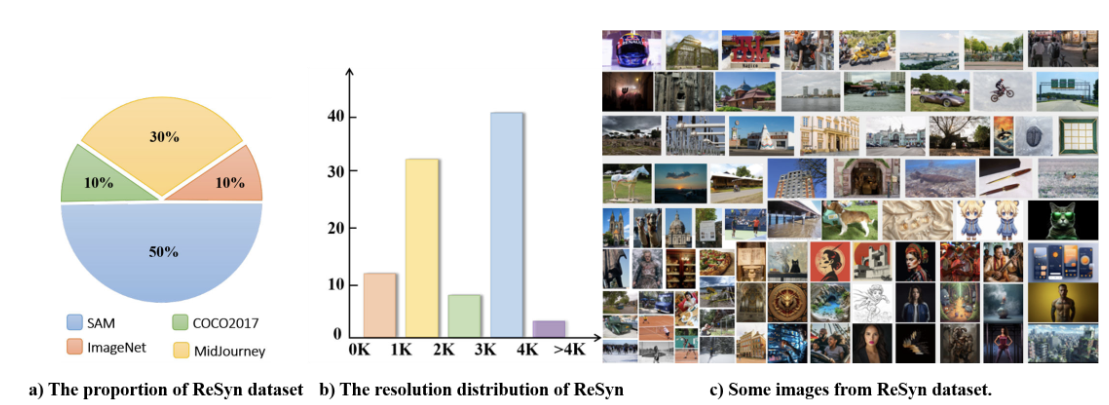 30%
10%
10%
50%
SAM
COCO2017
ImageNet
MidJourney
40
30
20
10
0
0K 1K 2K 3K 4K >4K
a) The proportion of ReSyn dataset
b) The resolution distribution of ReSyn
c) Some images from ReSyn dataset.